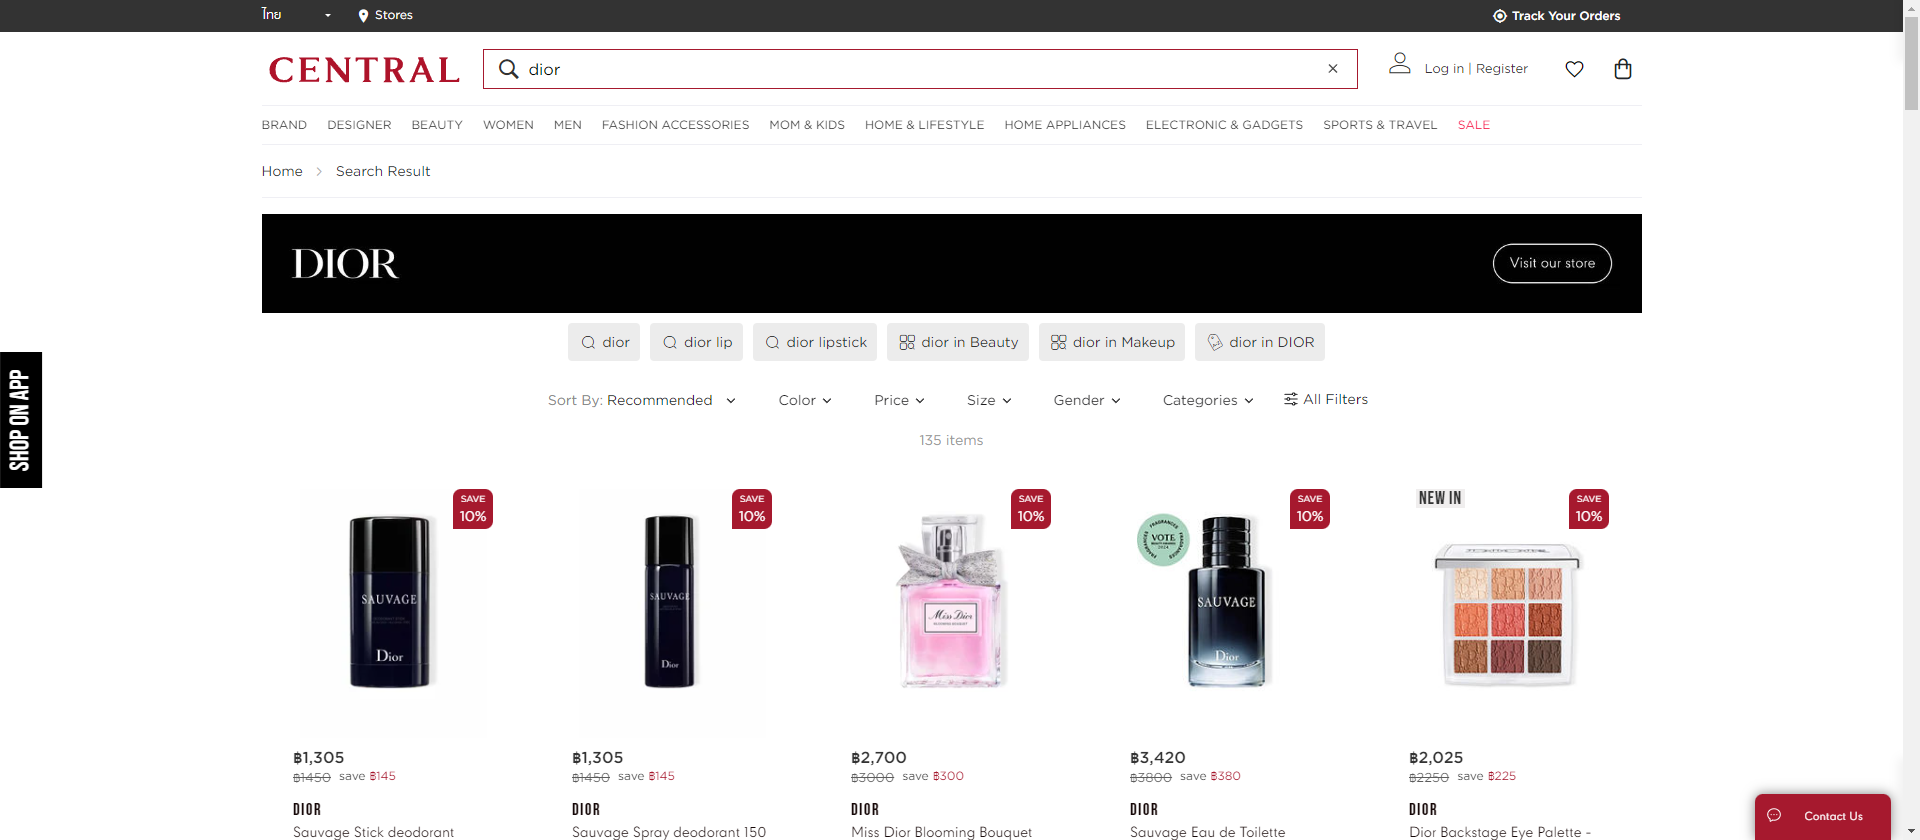 ไทย
Stores
Track Your Orders
CENTRAL
dior
Log in | Register
BRAND
DESIGNER
BEAUTY
WOMEN
MEN
FASHION ACCESSORIES
MOM & KIDS
HOME & LIFESTYLE
HOME APPLIANCES
ELECTRONIC & GADGETS
SPORTS & TRAVEL
SALE
Home
Search Result
DIOR
Visit our store
dior
dior lip
dior lipstick
dior in Beauty
dior in Makeup
dior in DIOR
SHOP ON APP
Sort By: Recommended
Color
Price
Size
Gender
Categories
All Filters
135 items
SAVE
10%
SAUVAGE
Dior
SAVE
10%
SAUVAGE
Dior
SAVE
10%
Miss Dior
BLOOMING BOUQUET
SAVE
10%
FRAGRANCES
VOTE
2024
SAUVAGE
Dior
NEW IN
SAVE
10%
฿1,305
฿1450 save ฿145
DIOR
Sauvage Stick deodorant
฿1,305
฿1450 save ฿145
DIOR
Sauvage Spray deodorant 150
฿2,700
฿3000 save ฿300
DIOR
Miss Dior Blooming Bouquet
฿3,420
฿3800 save ฿380
DIOR
Sauvage Eau de Toilette
฿2,025
฿2250 save ฿225
DIOR
Dior Backstage Eye Palette -
Contact Us